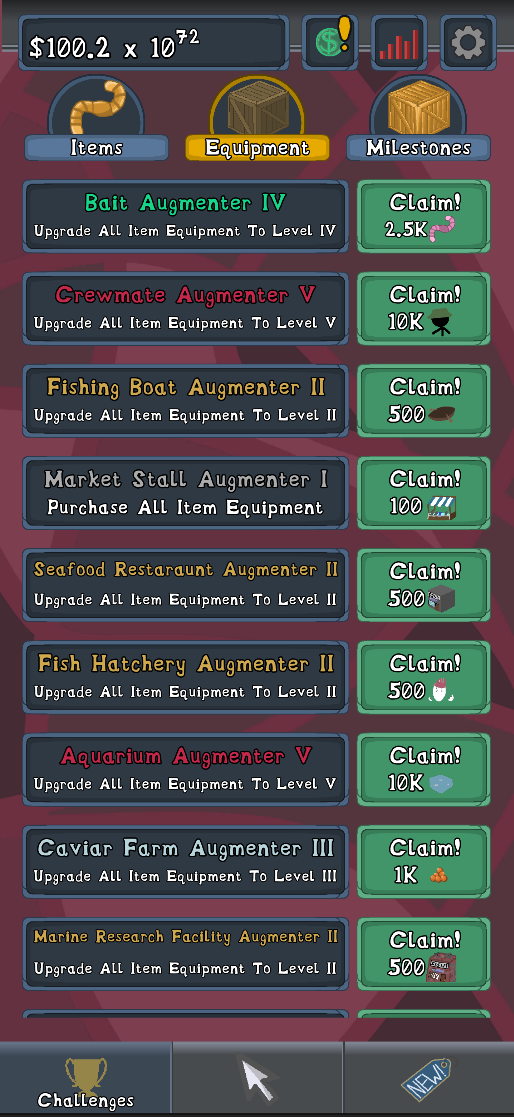 $100.2 x 10⁷²
Items
Equipment
Milestones
Bait Augmenter IV
Upgrade All Item Equipment To Level IV
Claim!
2.5K
Crewmate Augmenter V
Upgrade All Item Equipment To Level V
Claim!
10K
Fishing Boat Augmenter II
Upgrade All Item Equipment To Level II
Claim!
500
Market Stall Augmenter I
Purchase All Item Equipment
Claim!
100
Seafood Restaraunt Augmenter II
Upgrade All Item Equipment To Level II
Claim!
500
Fish Hatchery Augmenter II
Upgrade All Item Equipment To Level II
Claim!
500
Aquarium Augmenter V
Upgrade All Item Equipment To Level V
Claim!
10K
Caviar Farm Augmenter III
Upgrade All Item Equipment To Level III
Claim!
1K
Marine Research Facility Augmenter II
Upgrade All Item Equipment To Level II
Claim!
500
Challenges
NEW!